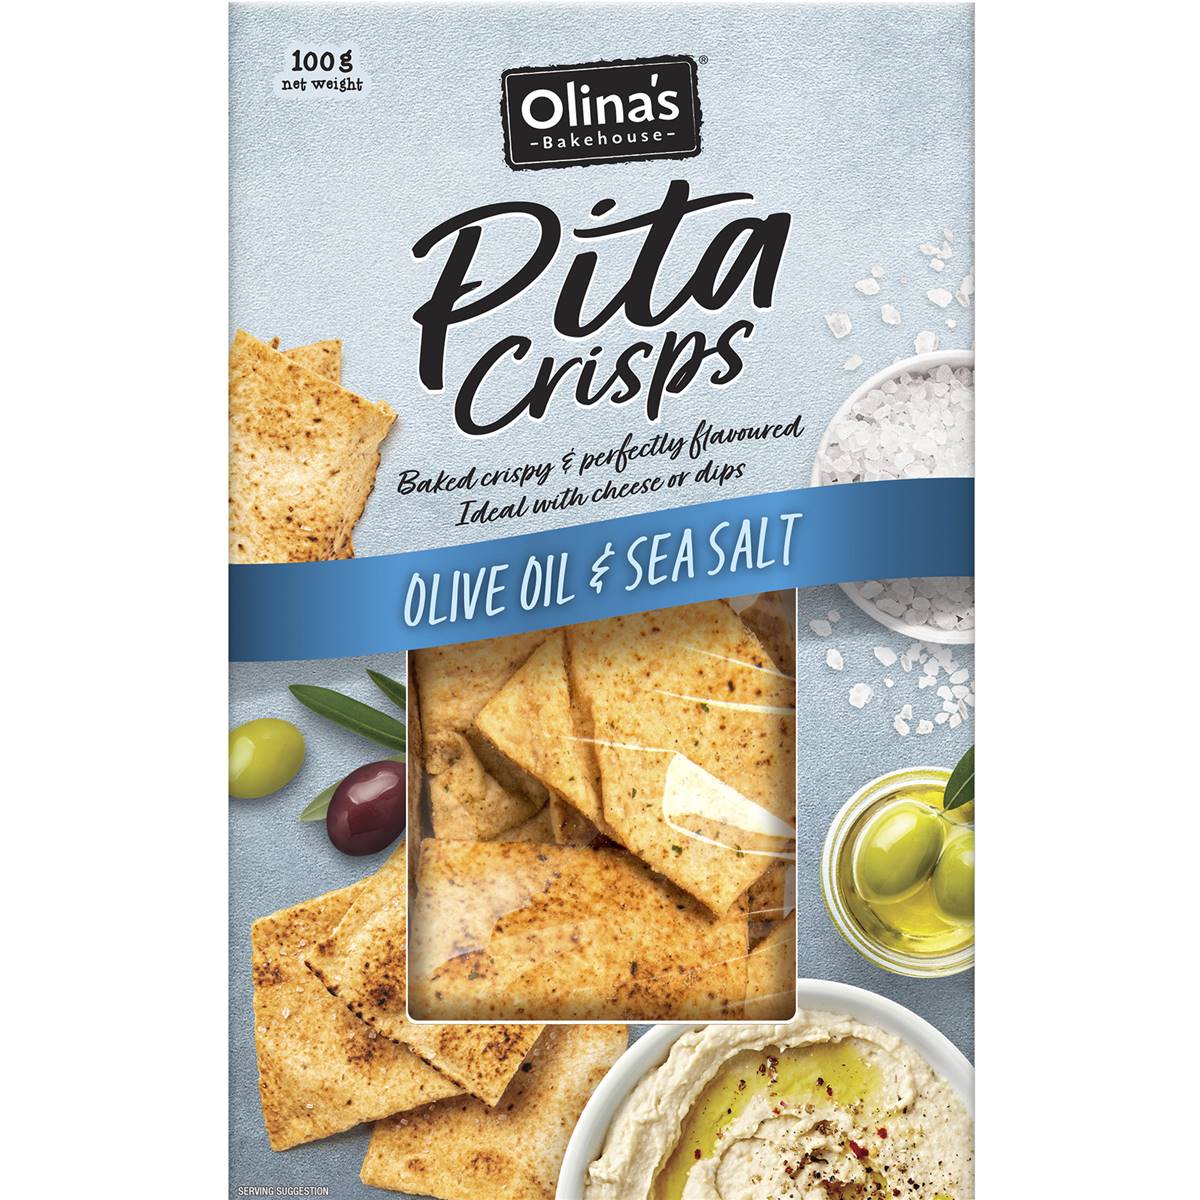 100g
net weight
Olina's
®
-Bakehouse-
Pita
Crisps
Baked crispy & perfectly flavoured
Ideal with cheese or dips
OLIVE OIL & SEA SALT
SERVING SUGGESTION